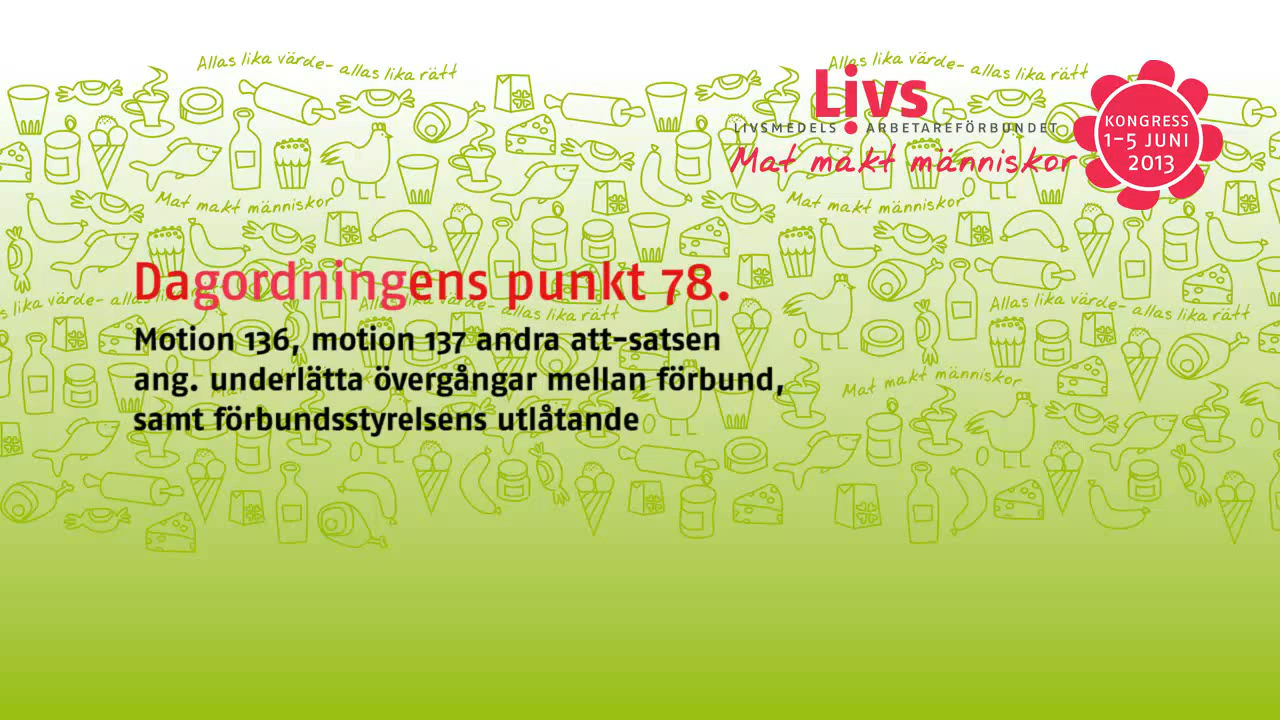 Allas lika värde- allas lika rätt
Allas lika värde- allas lika rätt
Livs
LIVSMEDELS ARBETAREFÖRBUNDET
Mat makt människor
KONGRESS
1-5 JUNI
2013
Mat makt människor
Mat makt människor
Dagordningens punkt 78.
Allas lika värde- allas lika rätt
Motion 136, motion 137 andra att-satsen
ang. underlätta övergångar mellan förbund,
Mat makt människor
samt förbundsstyrelsens utlåtande